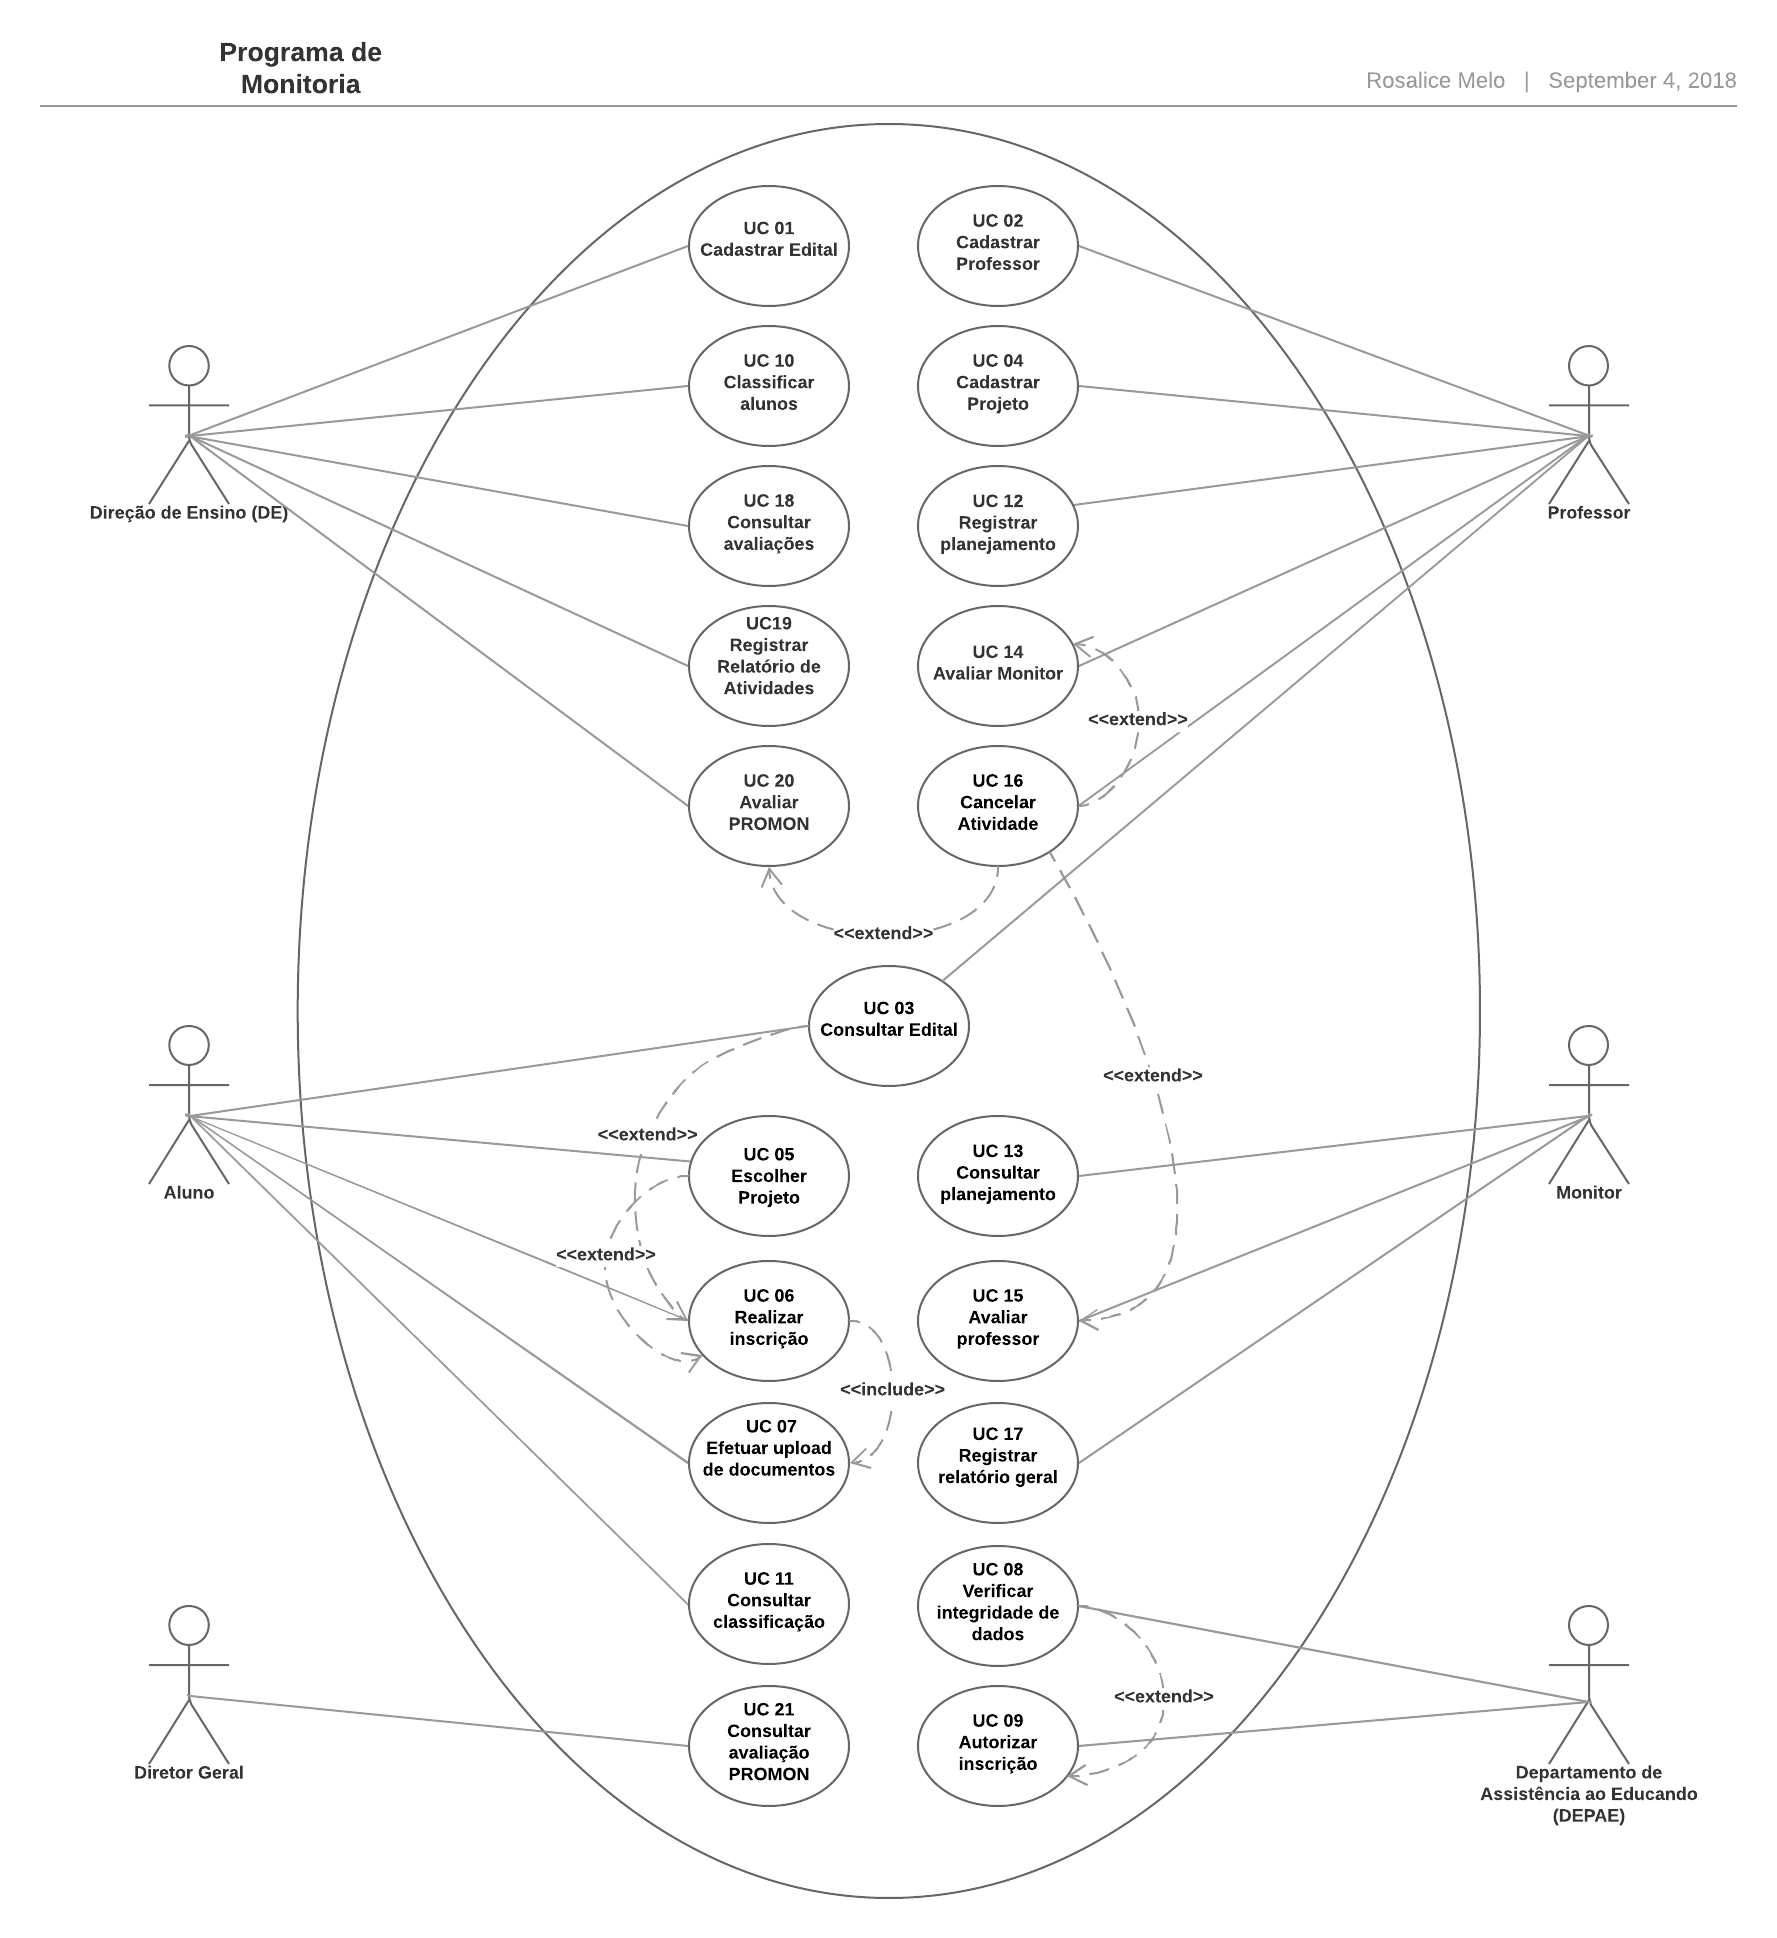 Programa de
Monitoria
Rosalice Melo | September 4, 2018
UC 01
Cadastrar Edital
UC 02
Cadastrar
Professor
UC 10
Classificar
alunos
UC 04
Cadastrar
Projeto
Direção de Ensino (DE)
UC 18
Consultar
avaliações
UC 12
Registrar
planejamento
Professor
UC19
Registrar
Relatório de
Atividades
UC 14
Avaliar Monitor
<<extend>>
UC 20
Avaliar
PROMON
UC 16
Cancelar
Atividade
<<extend>>
UC 03
Consultar Edital
<<extend>>
<<extend>>
UC 05
Escolher
Projeto
UC 13
Consultar
planejamento
Aluno
Monitor
<<extend>>
UC 06
Realizar
inscrição
UC 15
Avaliar
professor
<<include>>
UC 07
Efetuar upload
de documentos
UC 17
Registrar
relatório geral
UC 11
Consultar
classificação
UC 08
Verificar
integridade de
dados
<<extend>>
UC 21
Consultar
avaliação
PROMON
UC 09
Autorizar
inscrição
Diretor Geral
Departamento de
Assistência ao Educando
(DEPAE)